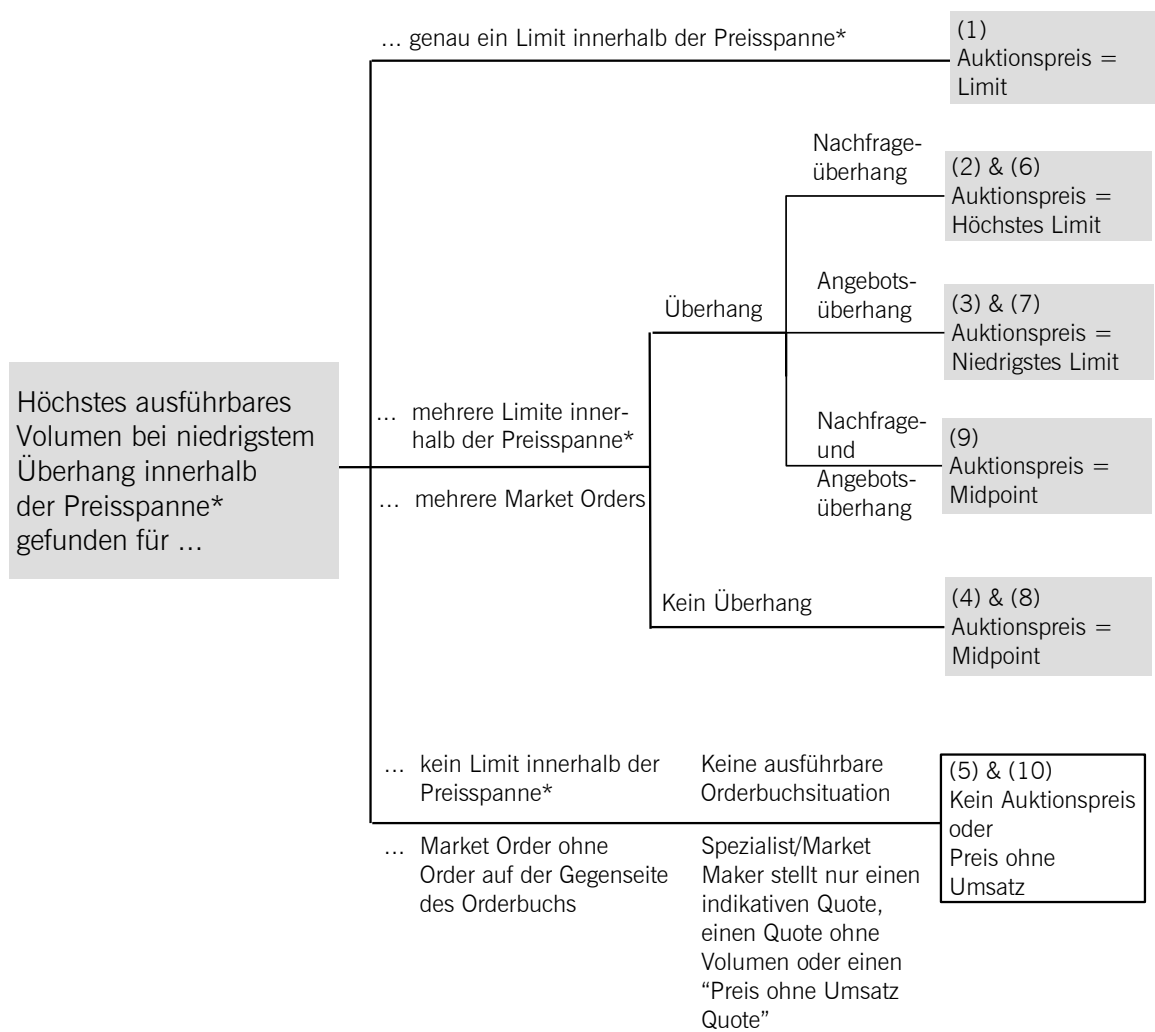 ... genau ein Limit innerhalb der Preisspanne*
(1)
Auktionspreis =
Limit
Nachfrage-
überhang
(2) & (6)
Auktionspreis =
Höchstes Limit
Überhang
Angebots-
überhang
(3) & (7)
Auktionspreis =
Niedrigstes Limit
Höchstes ausführbares
Volumen bei niedrigstem
Überhang innerhalb
der Preisspanne*
gefunden für ...
... mehrere Limite inner-
halb der Preisspanne*
... mehrere Market Orders
Nachfrage-
und
Angebots-
überhang
(9)
Auktionspreis =
Midpoint
Kein Überhang
(4) & (8)
Auktionspreis =
Midpoint
... kein Limit innerhalb der
Preisspanne*
Keine ausführbare
Orderbuchsituation
(5) & (10)
Kein Auktionspreis
oder
Preis ohne
Umsatz
... Market Order ohne
Order auf der Gegenseite
des Orderbuchs
Spezialist/Market
Maker stellt nur einen
indikativen Quote,
einen Quote ohne
Volumen oder einen
“Preis ohne Umsatz
Quote”